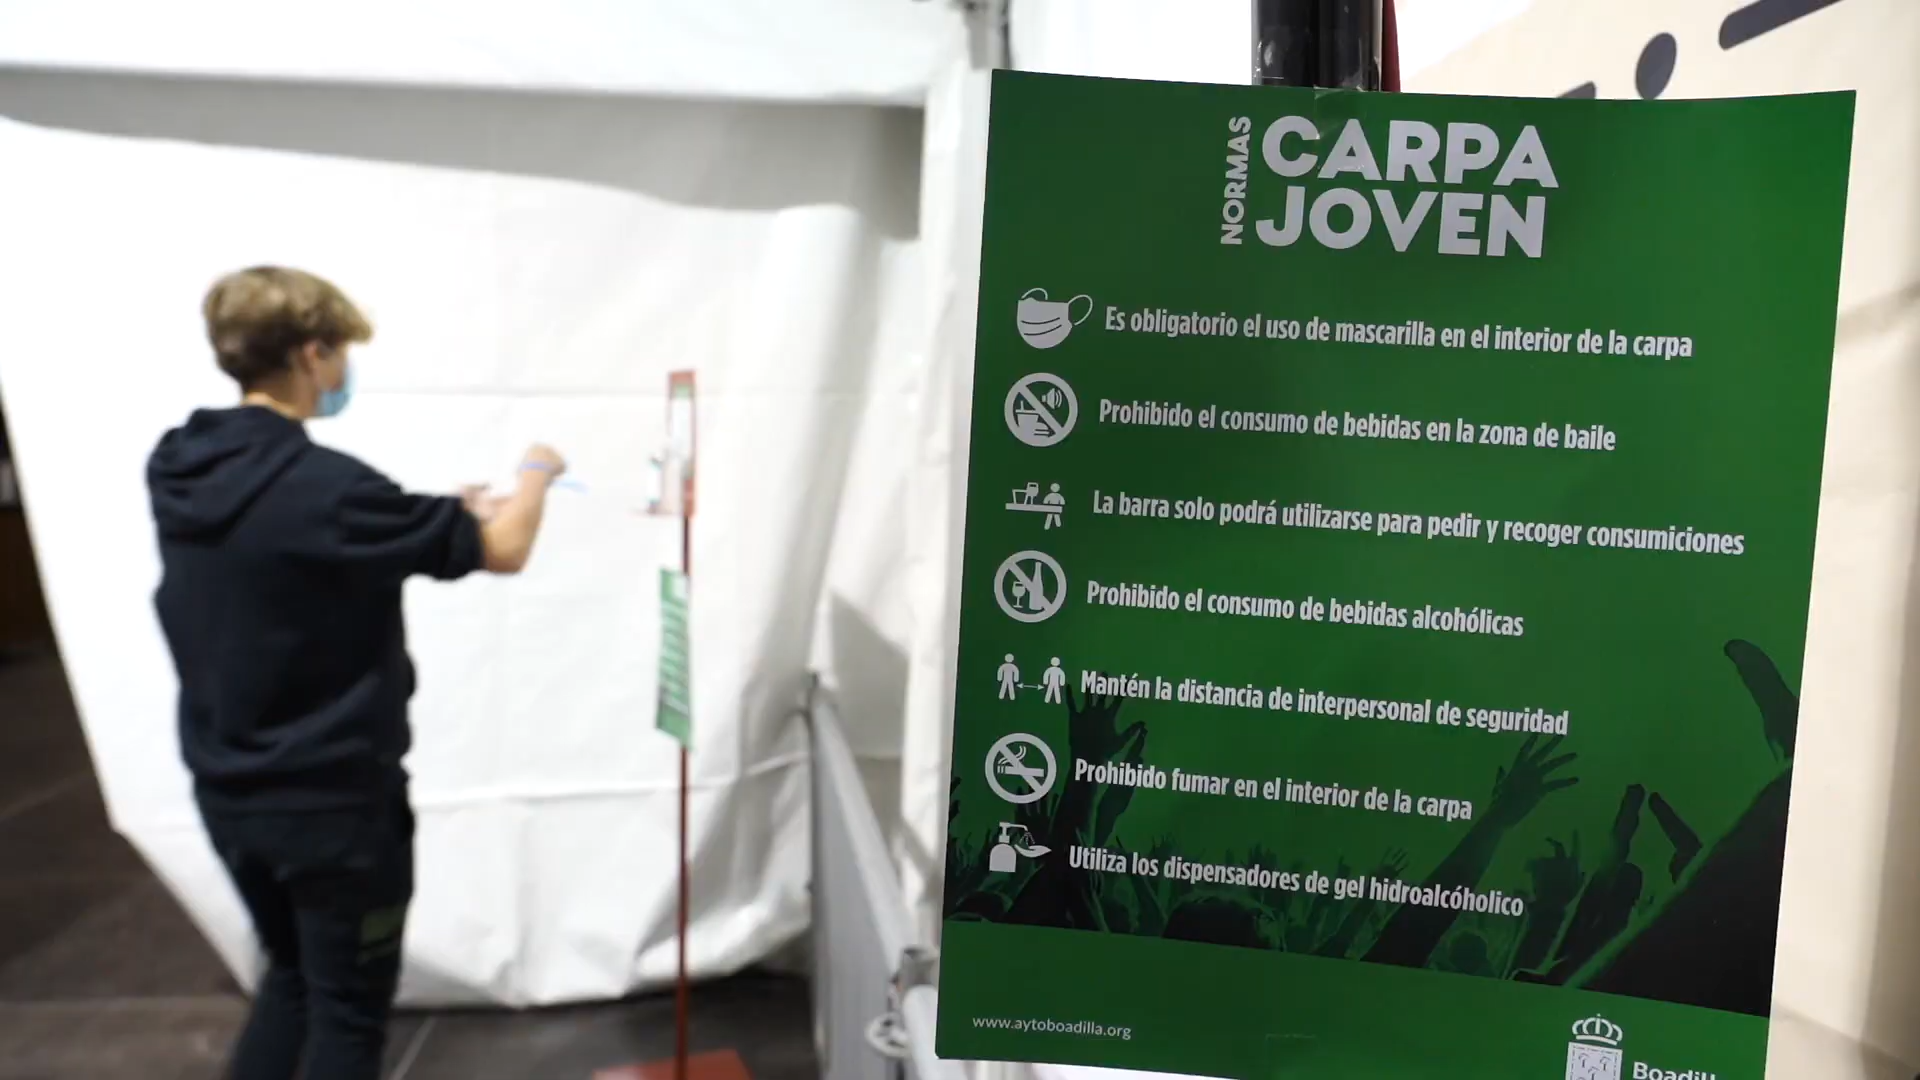 NORMAS
CARPA
JOVEN
Es obligatorio el uso de mascarilla en el interior de la carpa
Prohibido el consumo de bebidas en la zona de baile
La barra solo podrá utilizarse para pedir y recoger consumiciones
Prohibido el consumo de bebidas alcohólicas
Mantén la distancia de interpersonal de seguridad
Prohibido fumar en el interior de la carpa
Utiliza los dispensadores de gel hidroalcóholico
www.aytoboadilla.org